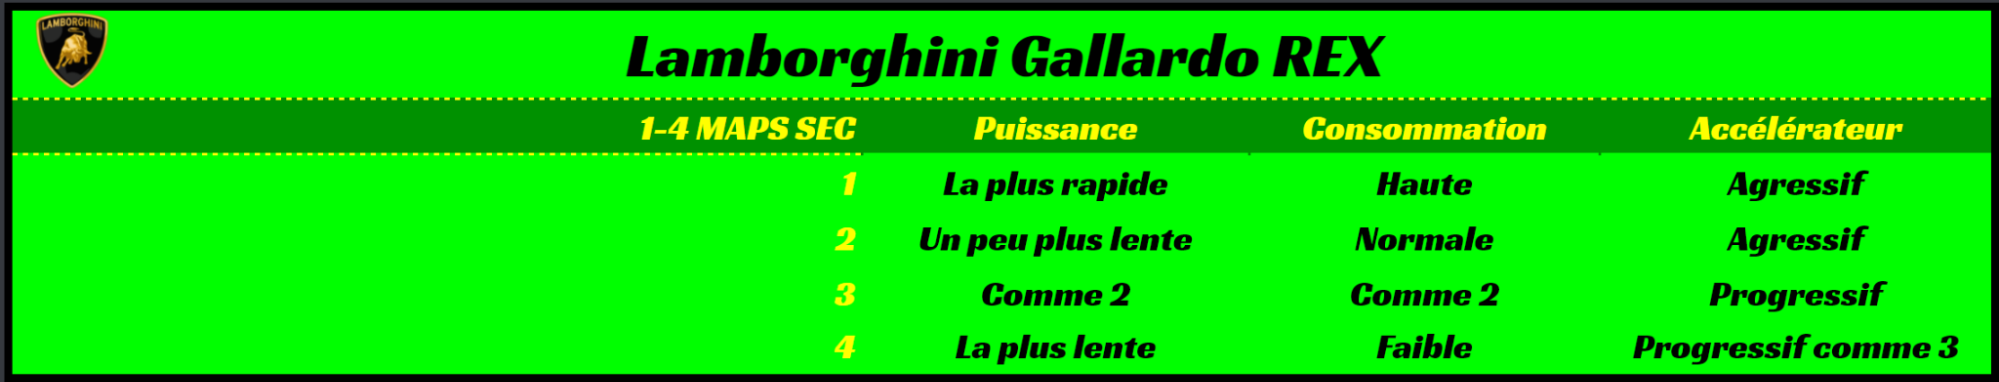 LAMBORGHINI
Lamborghini Gallardo REX
1-4 MAPS SEC Puissance Consommation Accélérateur
1 La plus rapide Haute Agressif
2 Un peu plus lente Normale Agressif
3 Comme 2 Comme 2 Progressif
4 La plus lente Faible Progressif comme 3